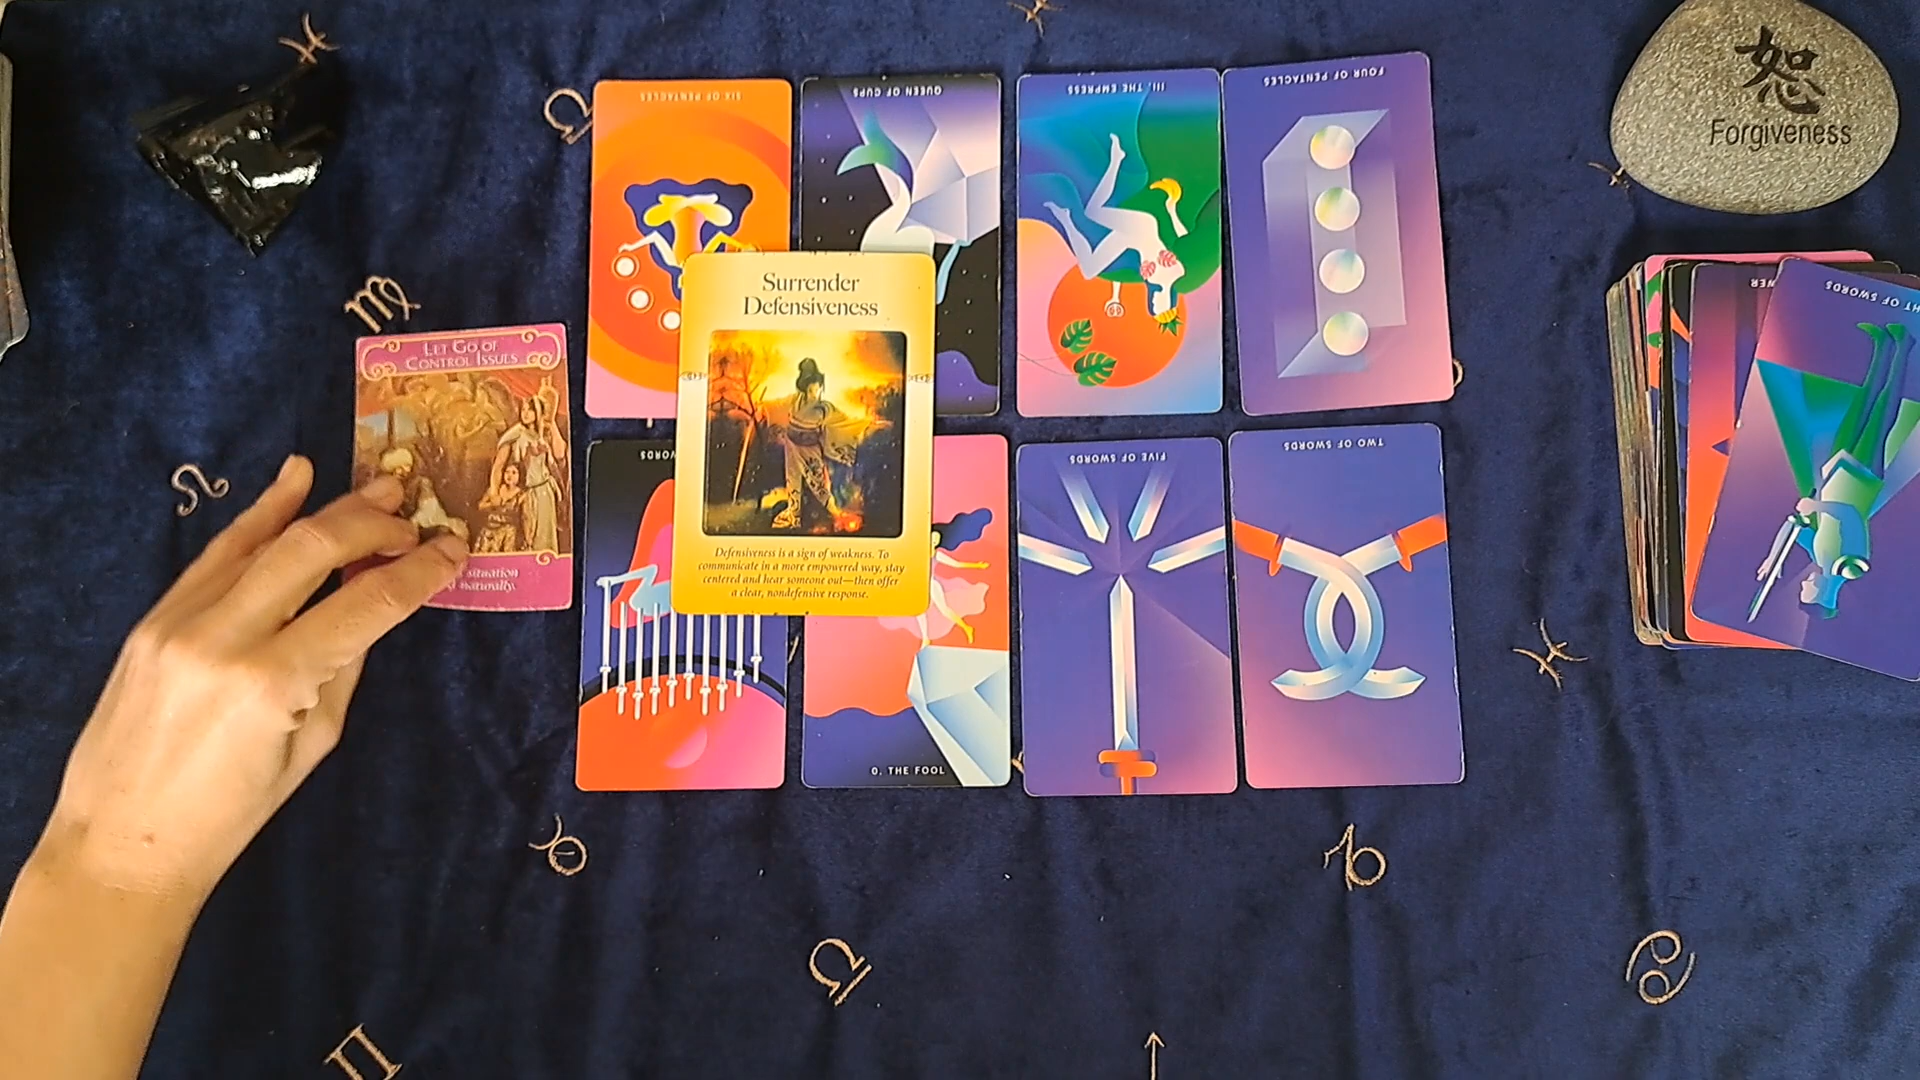 SIX OF PENTACLES
QUEEN OF CUPS
III. THE EMPRESS
FOUR OF PENTACLES
恕
Forgiveness
Surrender
Defensiveness
Defensiveness is a sign of weakness. To
communicate in a more empowered way, stay
centered and hear someone out—then offer
a clear, nondefensive response.
LET GO OF
CONTROL ISSUES
situation
naturally.
FIVE OF SWORDS
TWO OF SWORDS
0. THE FOOL
OF SWORDS